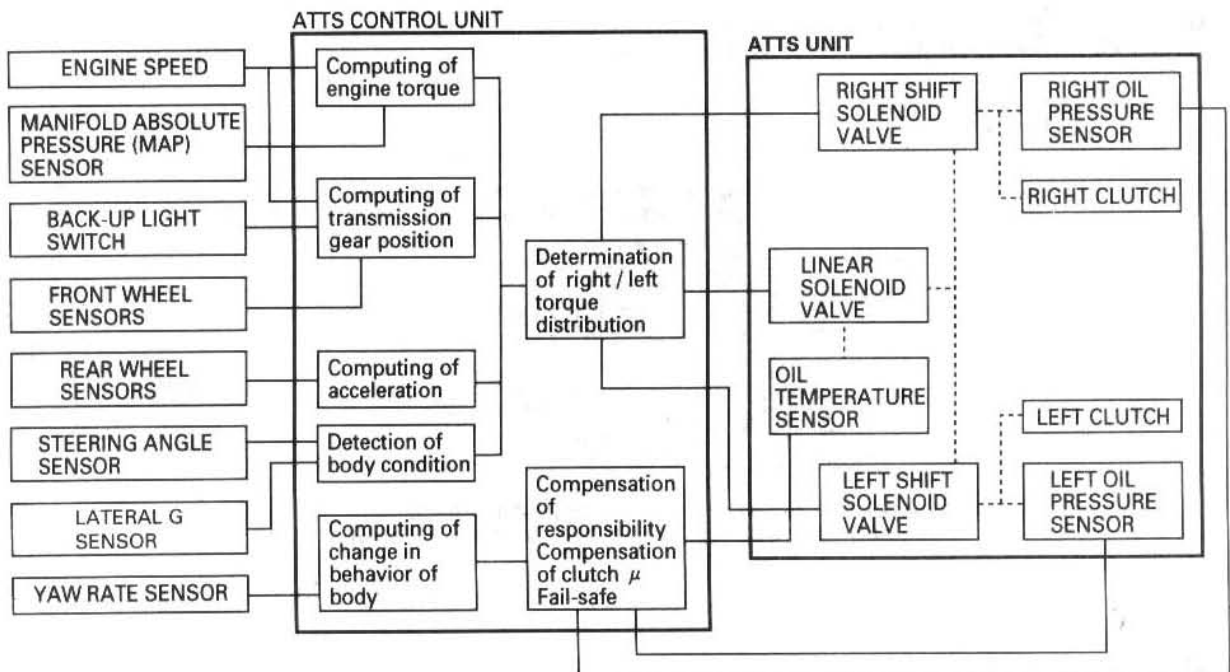 ATTS CONTROL UNIT
ENGINE SPEED
MANIFOLD ABSOLUTE
PRESSURE (MAP)
SENSOR
BACK-UP LIGHT
SWITCH
FRONT WHEEL
SENSORS
REAR WHEEL
SENSORS
STEERING ANGLE
SENSOR
LATERAL G
SENSOR
YAW RATE SENSOR
Computing of
engine torque
Computing of
transmission
gear position
Computing of
acceleration
Detection of
body condition
Computing of
change in
behavior of
body
Determination
of right / left
torque
distribution
Compensation
of
responsibility
Compensation
of clutch μ
Fail-safe
ATTS UNIT
RIGHT SHIFT
SOLENOID
VALVE
RIGHT OIL
PRESSURE
SENSOR
RIGHT CLUTCH
LINEAR
SOLENOID
VALVE
OIL
TEMPERATURE
SENSOR
LEFT CLUTCH
LEFT SHIFT
SOLENOID
VALVE
LEFT OIL
PRESSURE
SENSOR